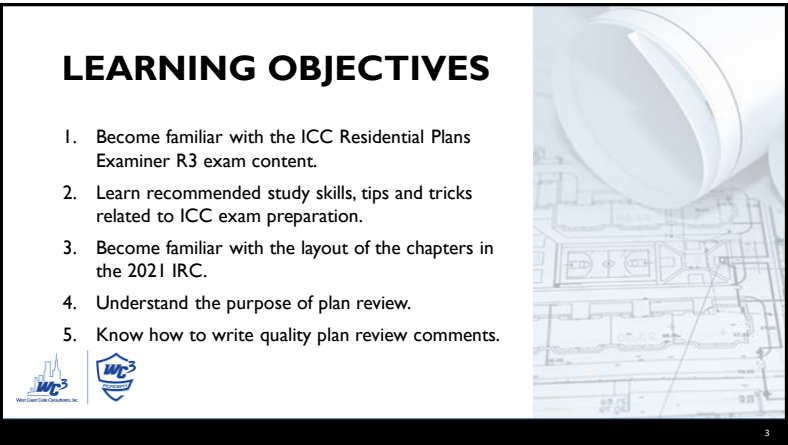 LEARNING OBJECTIVES
1. Become familiar with the ICC Residential Plans
Examiner R3 exam content.
2. Learn recommended study skills, tips and tricks
related to ICC exam preparation.
3. Become familiar with the layout of the chapters in
the 2021 IRC.
4. Understand the purpose of plan review.
5. Know how to write quality plan review comments.
WC3
West Coast Code Consultants, Inc.
WC3
ACADEMY
3